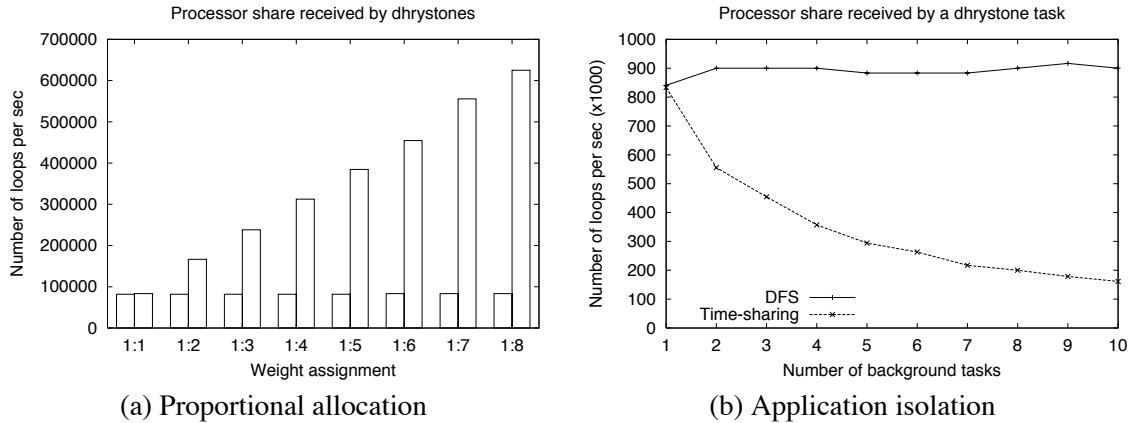 Processor share received by dhrystones
700000
600000
500000
400000
300000
200000
100000
0
Number of loops per sec
1:1 1:2 1:3 1:4 1:5 1:6 1:7 1:8
Weight assignment
(a) Proportional allocation
Processor share received by a dhrystone task
1000
900
800
700
600
500
400
300
200
100
0
Number of loops per sec (x1000)
DFS
Time-sharing
1 2 3 4 5 6 7 8 9 10
Number of background tasks
(b) Application isolation